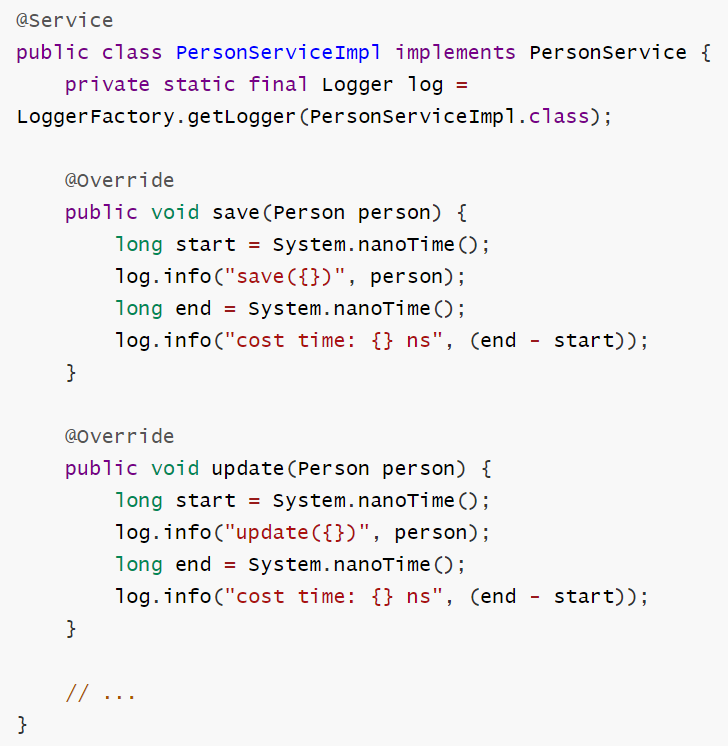 @Service
public class PersonServiceImpl implements PersonService {
    private static final Logger log =
LoggerFactory.getLogger(PersonServiceImpl.class);

    @Override
    public void save(Person person) {
        long start = System.nanoTime();
        log.info("save({})", person);
        long end = System.nanoTime();
        log.info("cost time: {} ns", (end - start));
    }

    @Override
    public void update(Person person) {
        long start = System.nanoTime();
        log.info("update({})", person);
        long end = System.nanoTime();
        log.info("cost time: {} ns", (end - start));
    }

    // ...
}